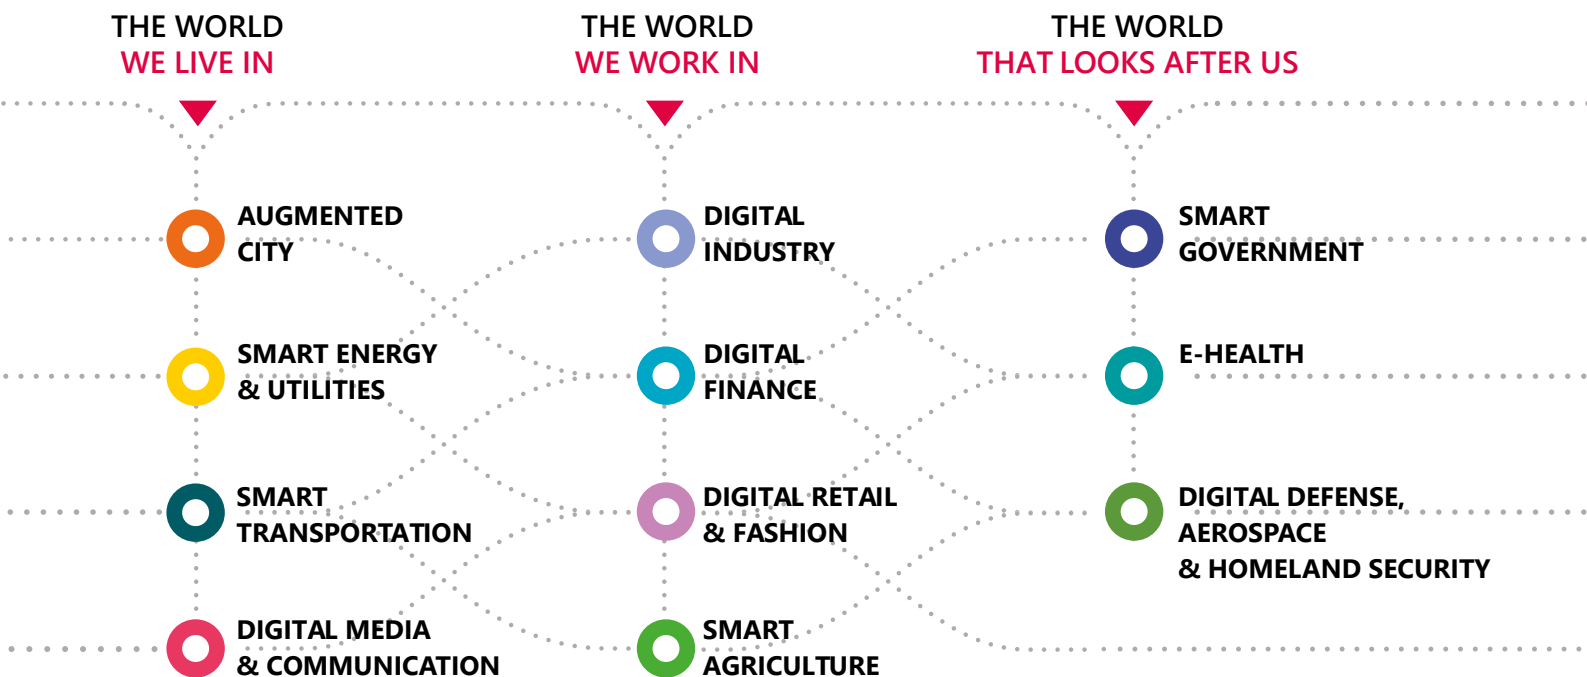 THE WORLD
WE LIVE IN
AUGMENTED
CITY
SMART ENERGY
& UTILITIES
SMART
TRANSPORTATION
DIGITAL MEDIA
& COMMUNICATION
THE WORLD
WE WORK IN
DIGITAL
INDUSTRY
DIGITAL
FINANCE
DIGITAL RETAIL
& FASHION
SMART
AGRICULTURE
THE WORLD
THAT LOOKS AFTER US
SMART
GOVERNMENT
E-HEALTH
DIGITAL DEFENSE,
AEROSPACE
& HOMELAND SECURITY